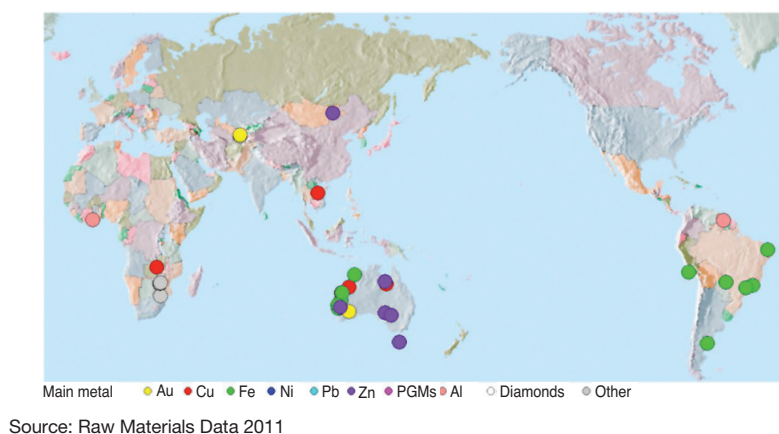 Main metal Au Cu Fe Ni Pb Zn PGMs Al Diamonds Other
Source: Raw Materials Data 2011